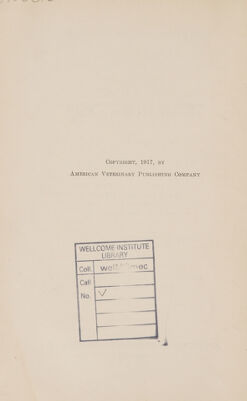 COPYRIGHT, 1917, BY
AMERICAN VETERINARY PUBLISHING COMPANY
WELLCOME INSTITUTE
LIBRARY
Coll.
Call
No. V